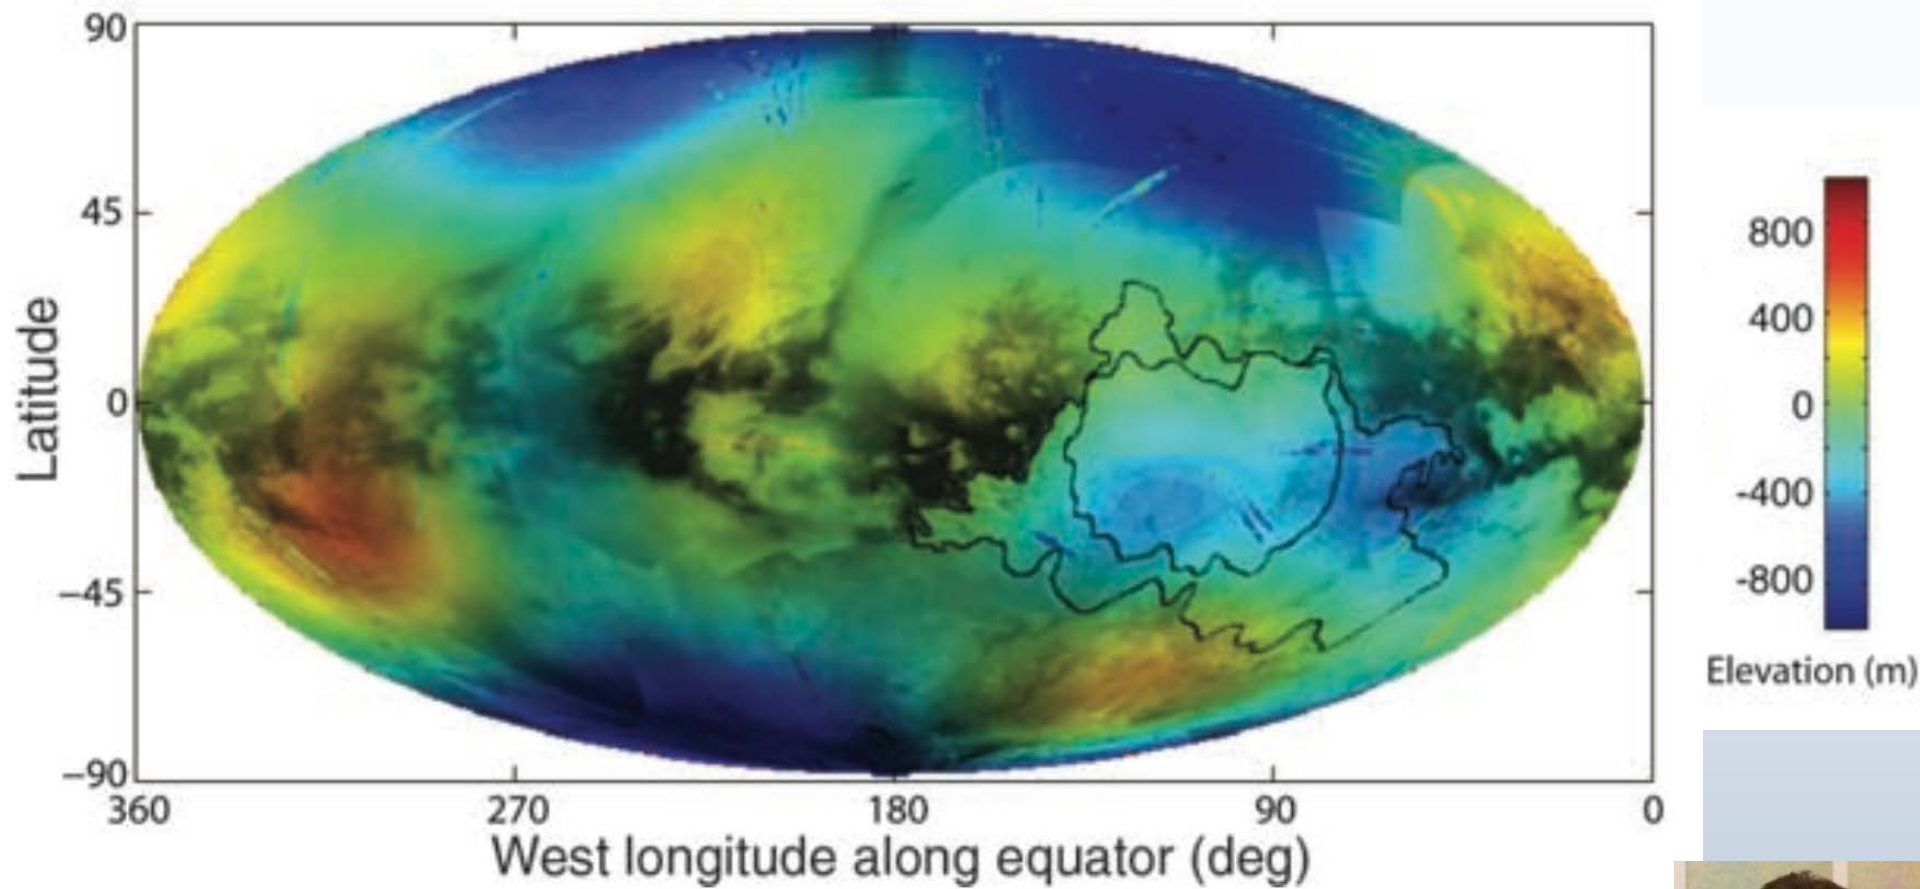 90
45
0
−45
−90
Latitude
360 270 180 90 0
West longitude along equator (deg)
800
400
0
-400
-800
Elevation (m)